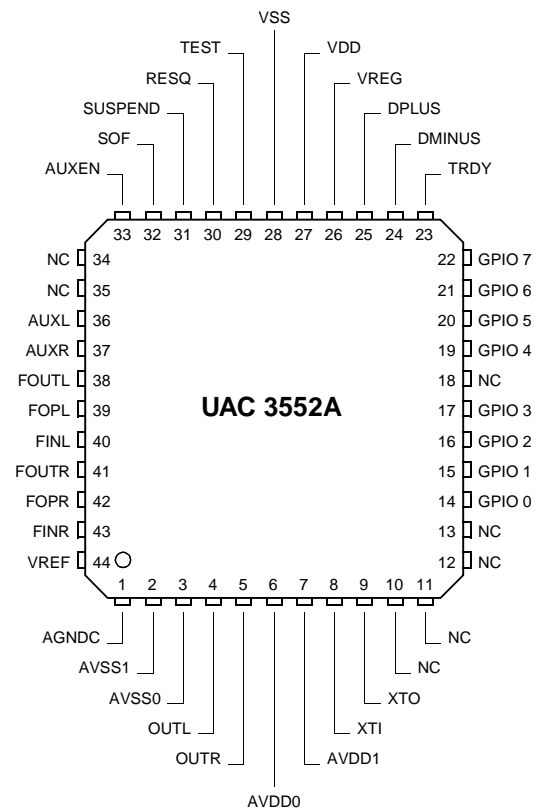 VSS
TEST
VDD
RESQ
VREG
SUSPEND
DPLUS
SOF
DMINUS
AUXEN
TRDY
33 32 31 30 29 28 27 26 25 24 23
NC 34
NC 35
AUXL 36
AUXR 37
FOUTL 38
FOPL 39
FINL 40
FOUTR 41
FOPR 42
FINR 43
VREF 44
UAC 3552A
22 GPIO 7
21 GPIO 6
20 GPIO 5
19 GPIO 4
18 NC
17 GPIO 3
16 GPIO 2
15 GPIO 1
14 GPIO 0
13 NC
12 NC
1 2 3 4 5 6 7 8 9 10 11
AGNDC
NC
AVSS1
NC
AVSS0
XTO
OUTL
XTI
OUTR
AVDD1
AVDD0